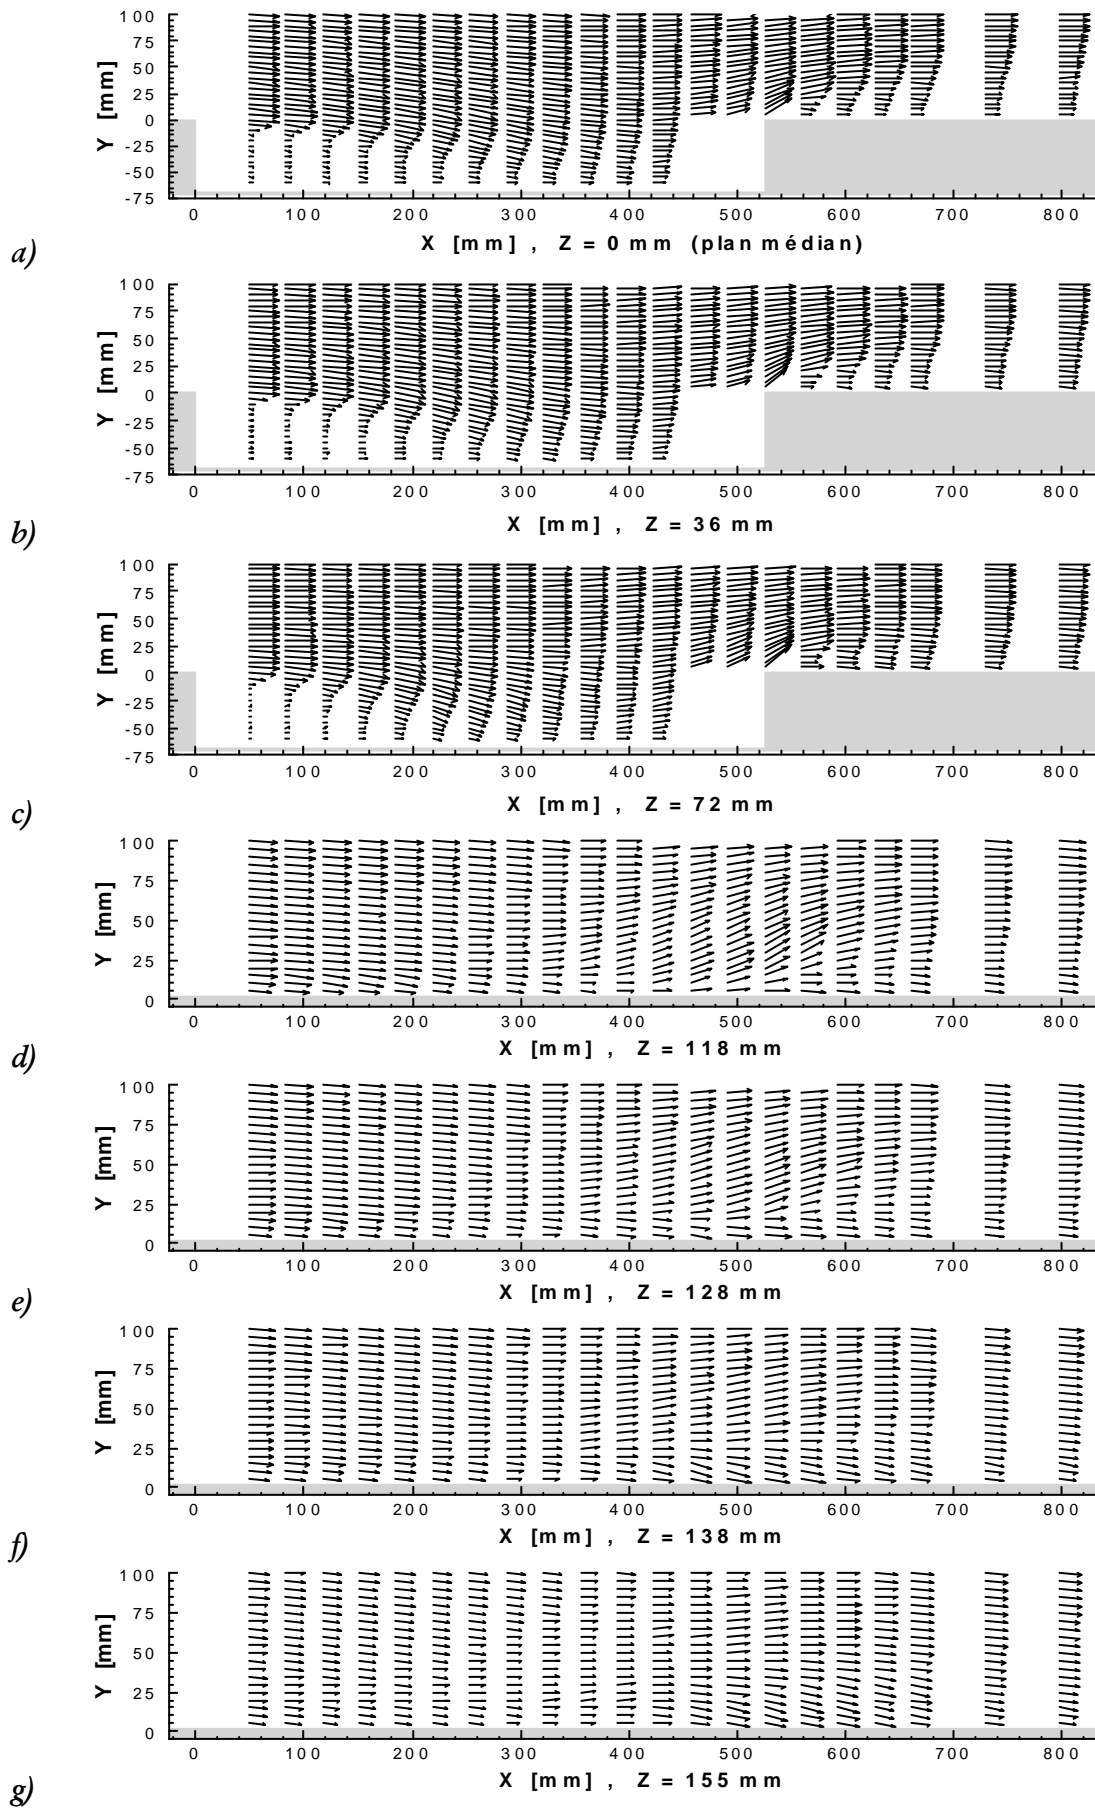 100
75
50
25
0
-25
-50
-75
Y [mm]
0 100 200 300 400 500 600 700 800
X [mm] , Z = 0 mm (plan médian)
a)
100
75
50
25
0
-25
-50
-75
Y [mm]
0 100 200 300 400 500 600 700 800
X [mm] , Z = 36 mm
b)
100
75
50
25
0
-25
-50
-75
Y [mm]
0 100 200 300 400 500 600 700 800
X [mm] , Z = 72 mm
c)
100
75
50
25
0
Y [mm]
0 100 200 300 400 500 600 700 800
X [mm] , Z = 118 mm
d)
100
75
50
25
0
Y [mm]
0 100 200 300 400 500 600 700 800
X [mm] , Z = 128 mm
e)
100
75
50
25
0
Y [mm]
0 100 200 300 400 500 600 700 800
X [mm] , Z = 138 mm
f)
100
75
50
25
0
Y [mm]
0 100 200 300 400 500 600 700 800
X [mm] , Z = 155 mm
g)